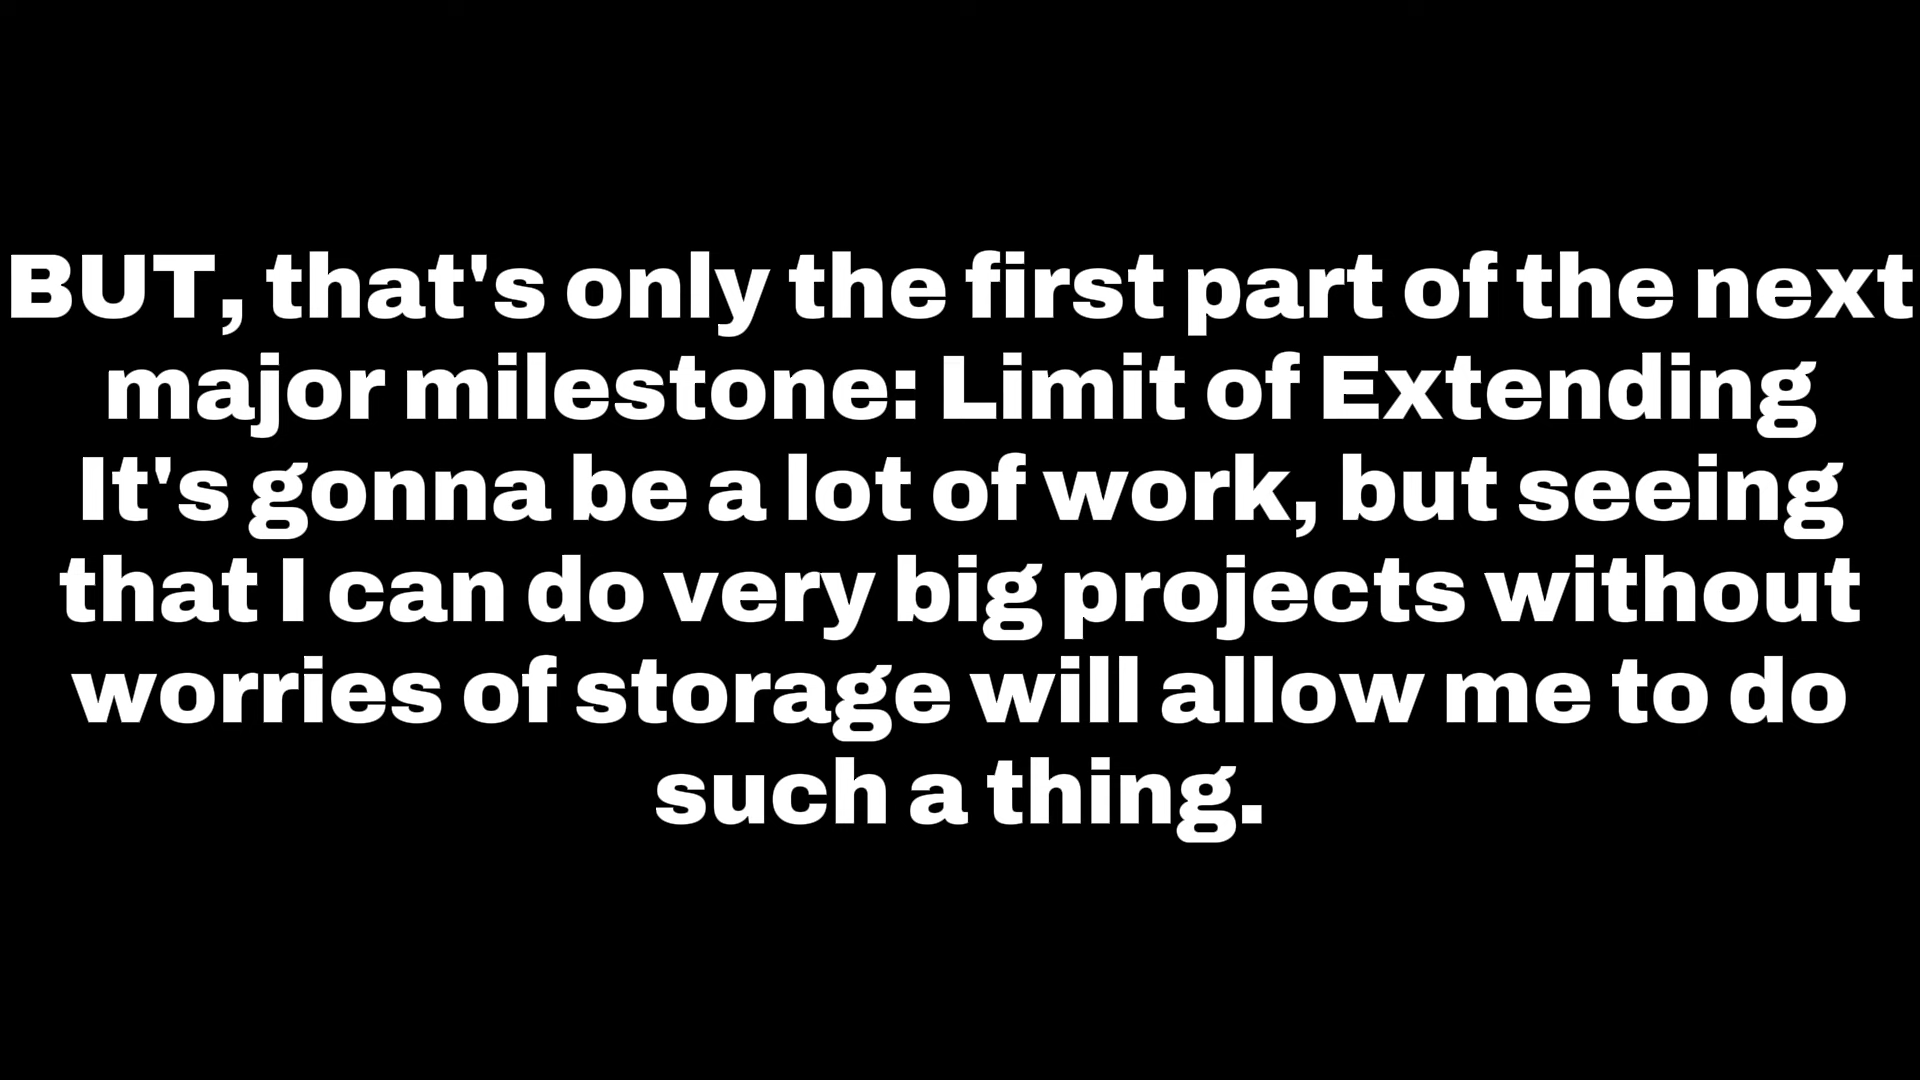 BUT, that's only the first part of the next
major milestone: Limit of Extending
It's gonna be a lot of work, but seeing
that I can do very big projects without
worries of storage will allow me to do
such a thing.